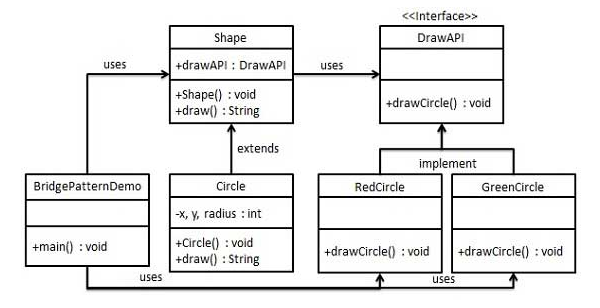 <<Interface>>
Shape
DrawAPI
+drawAPI : DrawAPI
uses
uses
+Shape() : void
+draw() : String
+drawCircle() : void
extends
implement
BridgePatternDemo
Circle
RedCircle
GreenCircle
-x, y, radius : int
+main() : void
+Circle() : void
+draw() : String
+drawCircle() : void
+drawCircle() : void
uses
uses